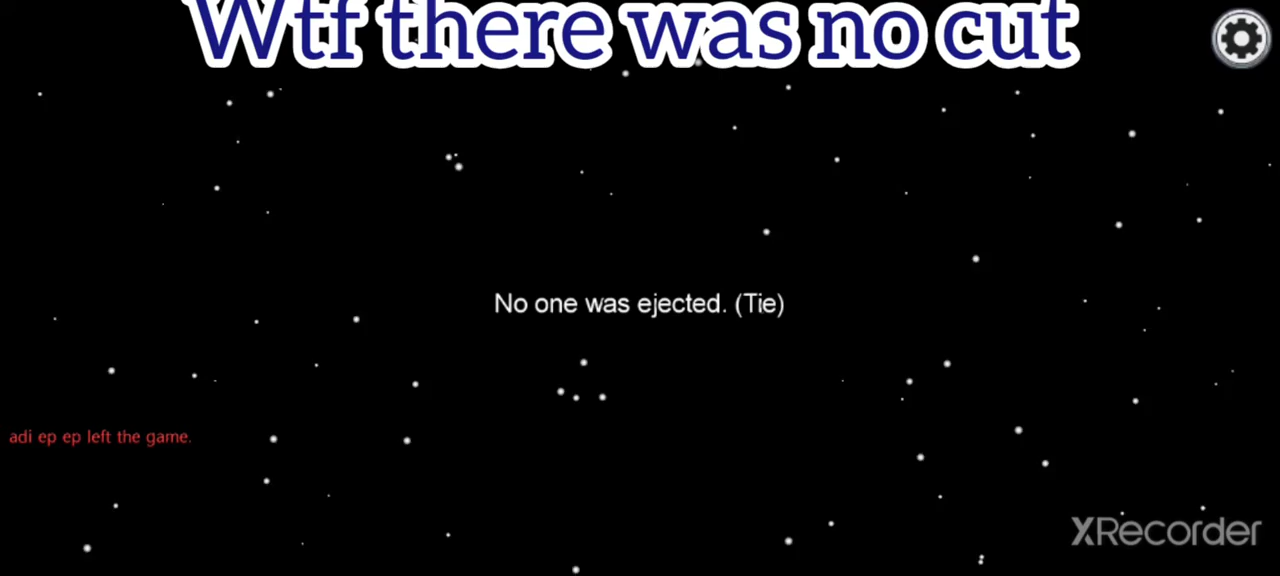 Wtf there was no cut
No one was ejected. (Tie)
adi ep ep left the game.
XRecorder